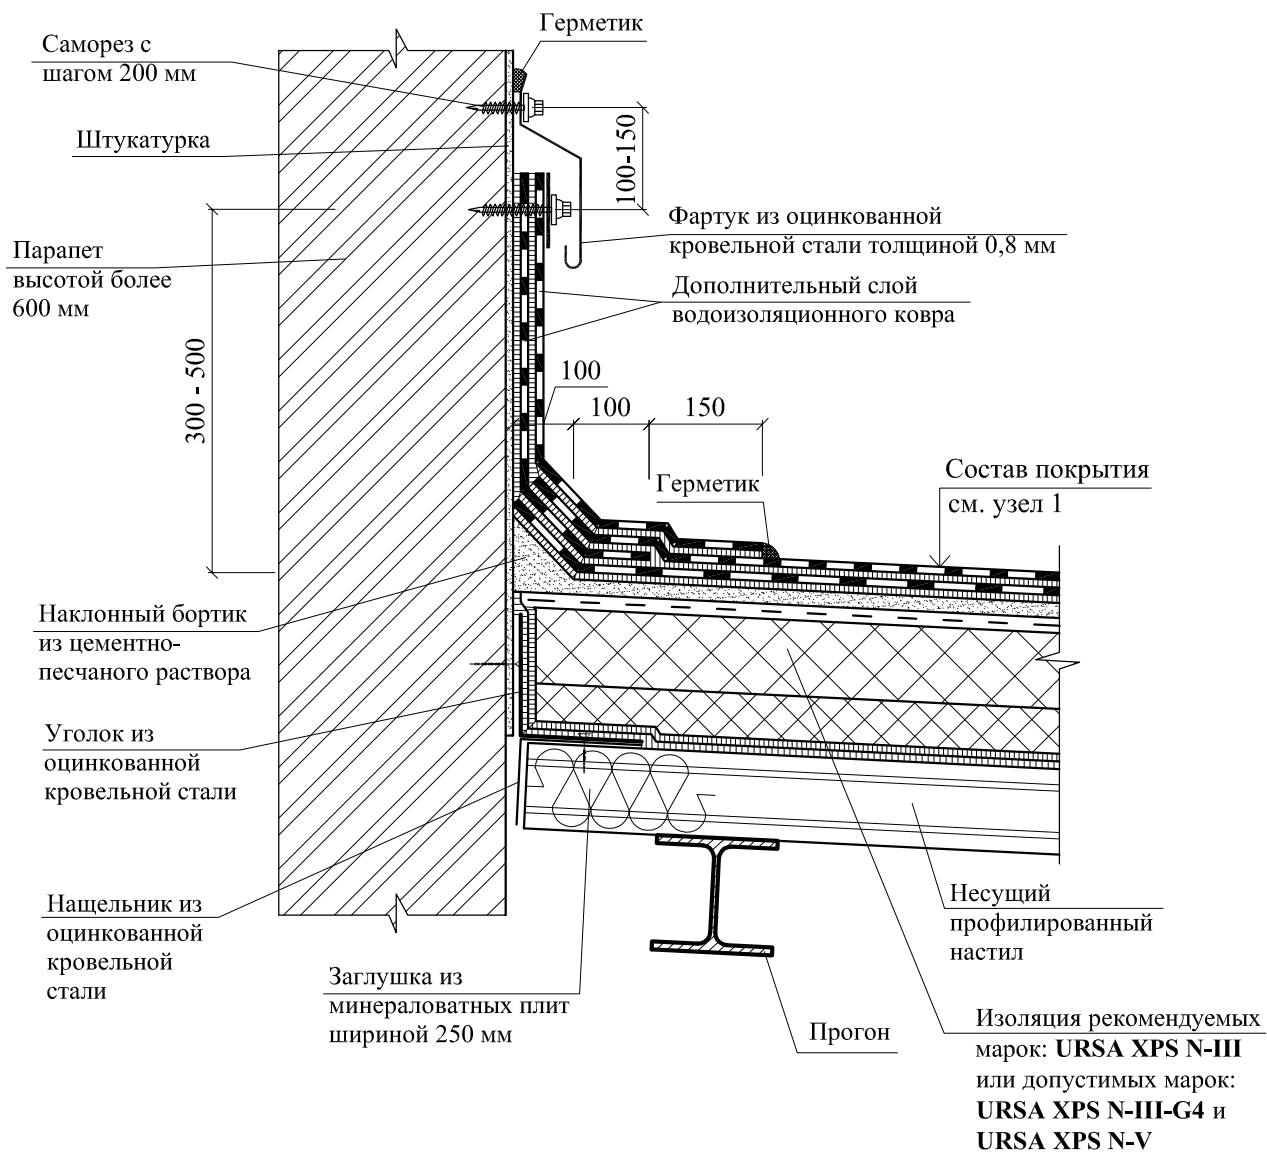 Герметик
Саморез с
шагом 200 мм
Штукатурка
100-150
Фартук из оцинкованной
кровельной стали толщиной 0,8 мм
Парапет
высотой более
600 мм
Дополнительный слой
водоизоляционного ковра
300 - 500
100
100
150
Герметик
Состав покрытия
см. узел 1
Наклонный бортик
из цементно-
песчаного раствора
Уголок из
оцинкованной
кровельной стали
Нащельник из
оцинкованной
кровельной
стали
Заглушка из
минераловатных плит
шириной 250 мм
Несущий
профилированный
настил
Прогон
Изоляция рекомендуемых
марок: URSA XPS N-III
или допустимых марок:
URSA XPS N-III-G4 и
URSA XPS N-V